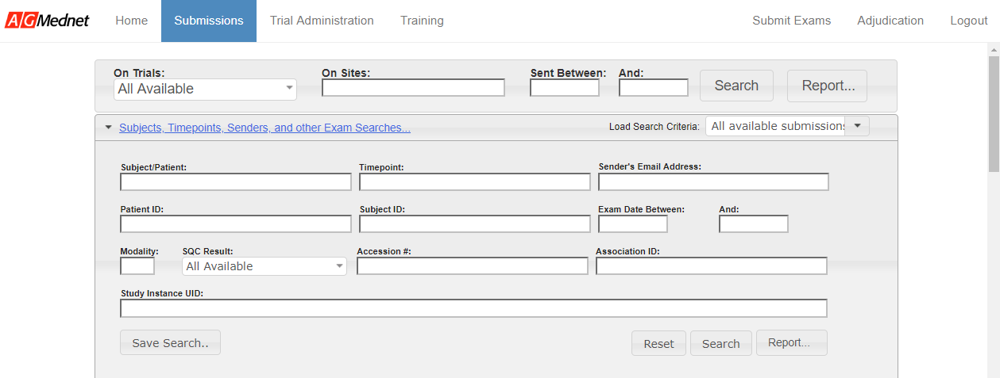 AG Mednet Home Submissions Trial Administration Training Submit Exams Adjudication Logout
On Trials: On Sites: Sent Between: And:
All Available Search Report...
Subjects, Timepoints, Senders, and other Exam Searches... Load Search Criteria: All available submissions
Subject/Patient: Timepoint: Sender's Email Address:
Patient ID: Subject ID: Exam Date Between: And:
Modality: SQC Result: Accession #: Association ID:
All Available
Study Instance UID:
Save Search.. Reset Search Report...